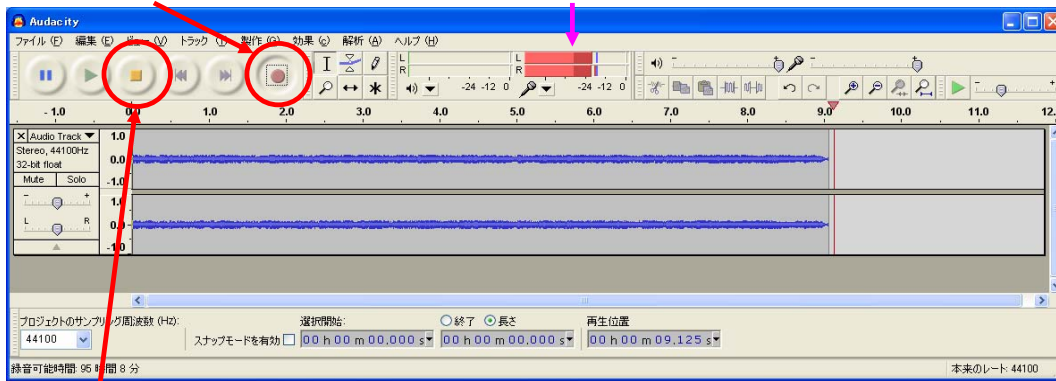 Audacity
ファイル (F) 編集 (E) ビュー (V) トラック (T) 製作 (G) 効果 (c) 解析 (A) ヘルプ (H)
L
R
L
R
-24 -12 0
-24 -12 0
- 1.0 0.0 1.0 2.0 3.0 4.0 5.0 6.0 7.0 8.0 9.0 10.0 11.0 12.
Audio Track
Stereo, 44100Hz
32-bit float
Mute Solo
- +
L R
1.0
0.0
-1.0
1.0
0.0
-1.0
プロジェクトのサンプリング周波数 (Hz): 選択開始: 終了 長さ 再生位置
44100 スナップモードを有効 00 h 00 m 00.000 s 00 h 00 m 00.000 s 00 h 00 m 09.125 s
録音可能時間: 95 時間 8 分 本来のレート: 44100